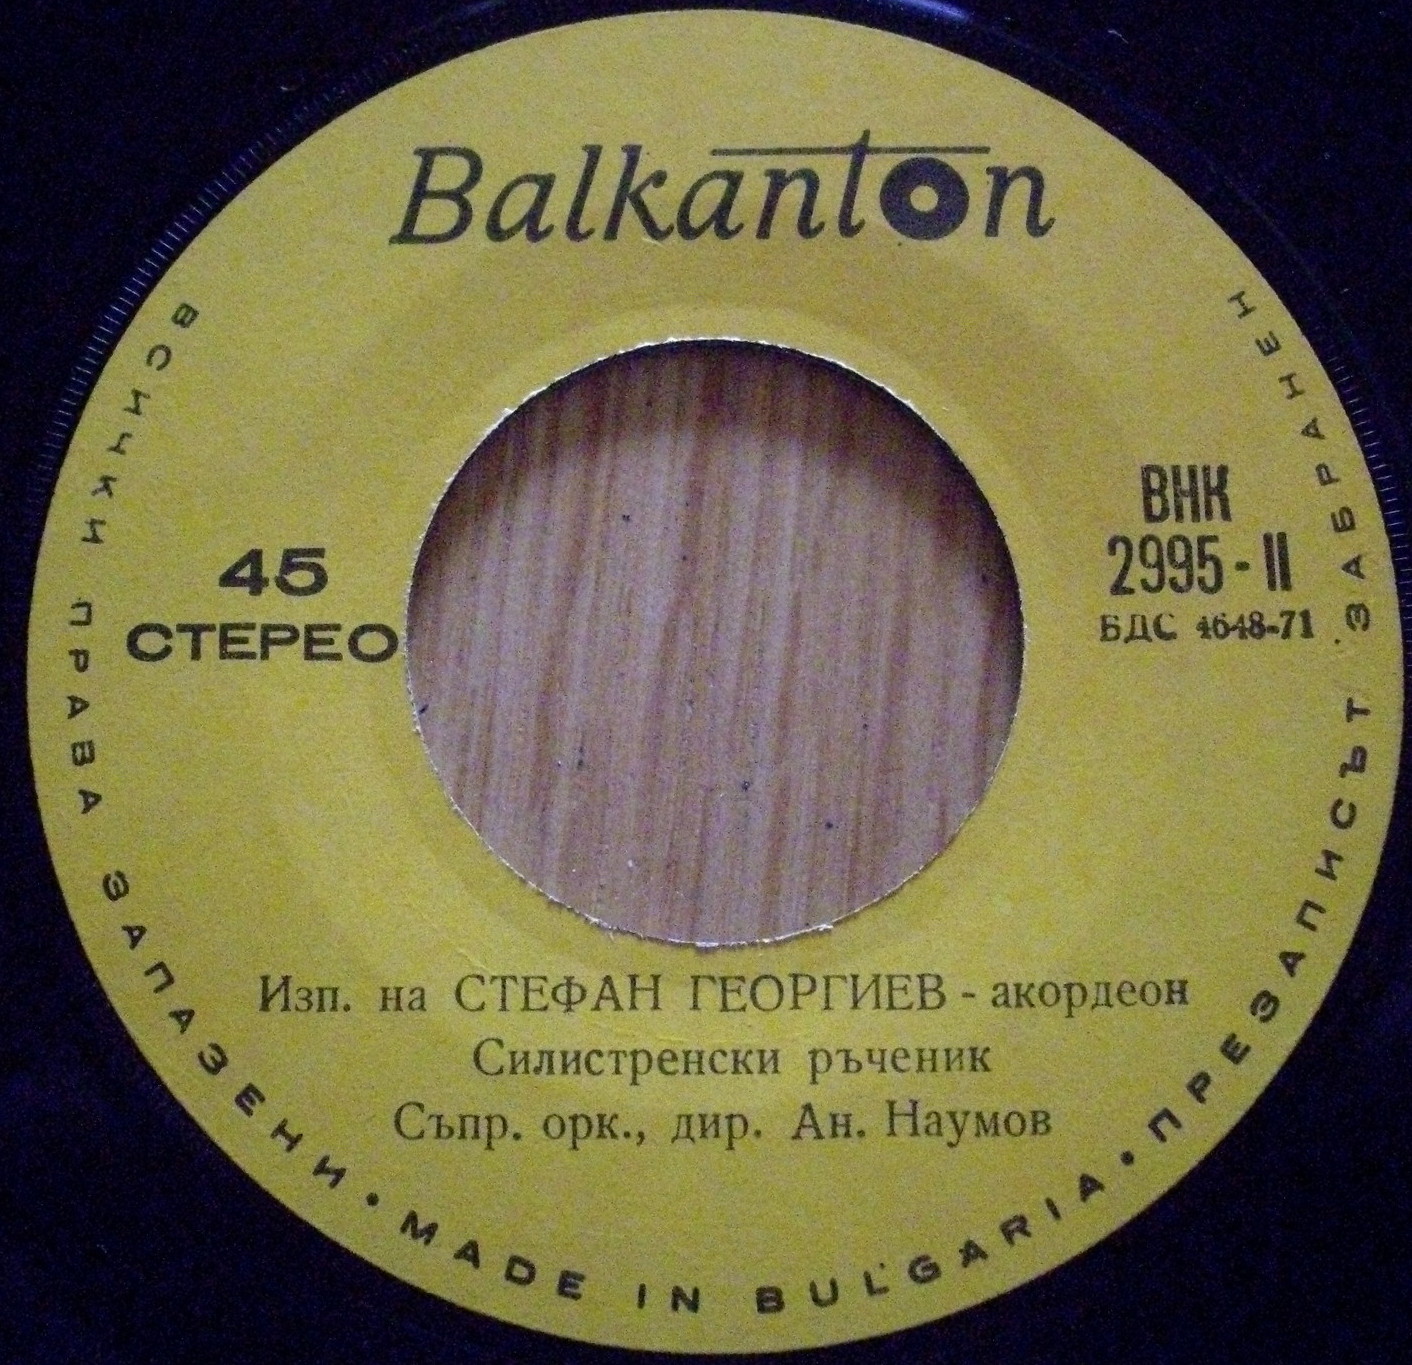 Balkanton
45
СТЕРЕО
ВНК
2995-II
БДС 4648-71
Изп. на СТЕФАН ГЕОРГИЕВ - акордеон
Силистренски ръченик
Съпр. орк., дир. Ан. Наумов
ВСИЧКИ ПРАВА ЗАПАЗЕНИ • MADE IN BULGARIA • ПРЕЗАПИСЪТ ЗАБРАНЕН